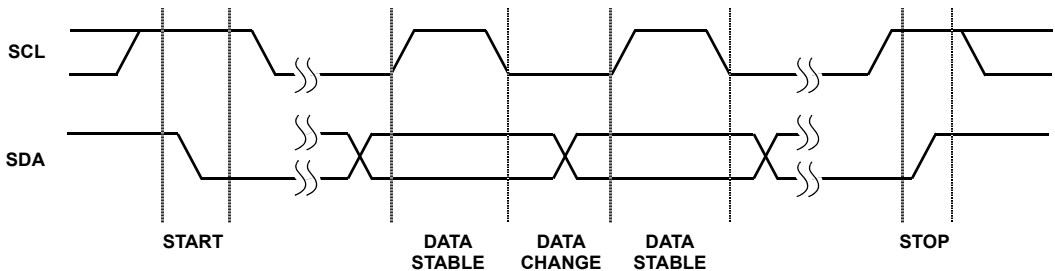 SCL
SDA
START
DATA
STABLE
DATA
CHANGE
DATA
STABLE
STOP